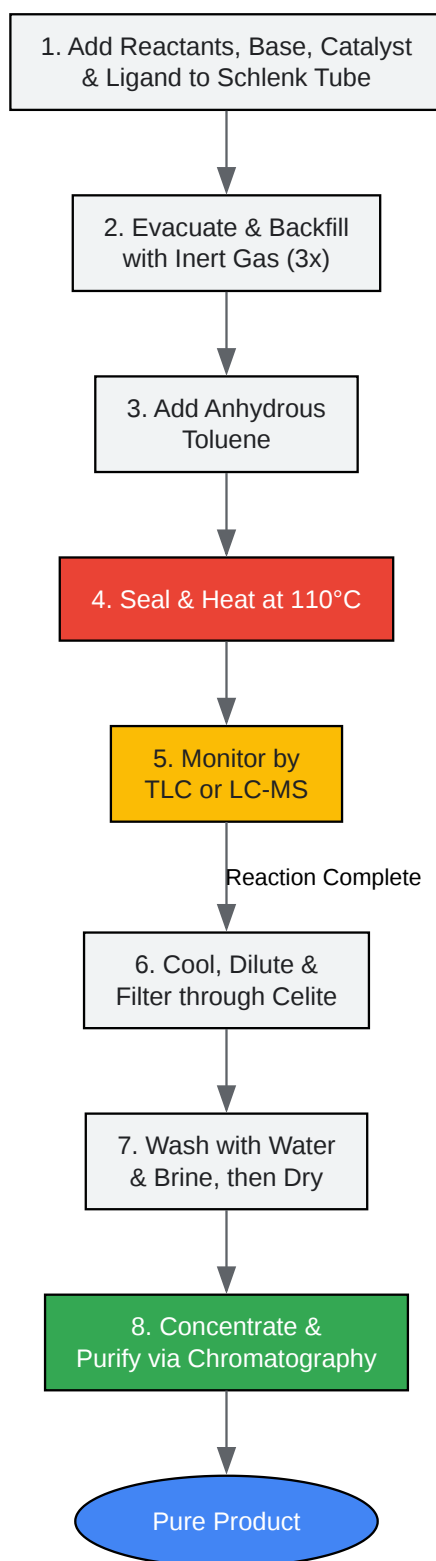 1. Add Reactants, Base, Catalyst
& Ligand to Schlenk Tube
2. Evacuate & Backfill
with Inert Gas (3x)
3. Add Anhydrous
Toluene
4. Seal & Heat at 110°C
5. Monitor by
TLC or LC-MS
Reaction Complete
6. Cool, Dilute &
Filter through Celite
7. Wash with Water
& Brine, then Dry
8. Concentrate &
Purify via Chromatography
Pure Product